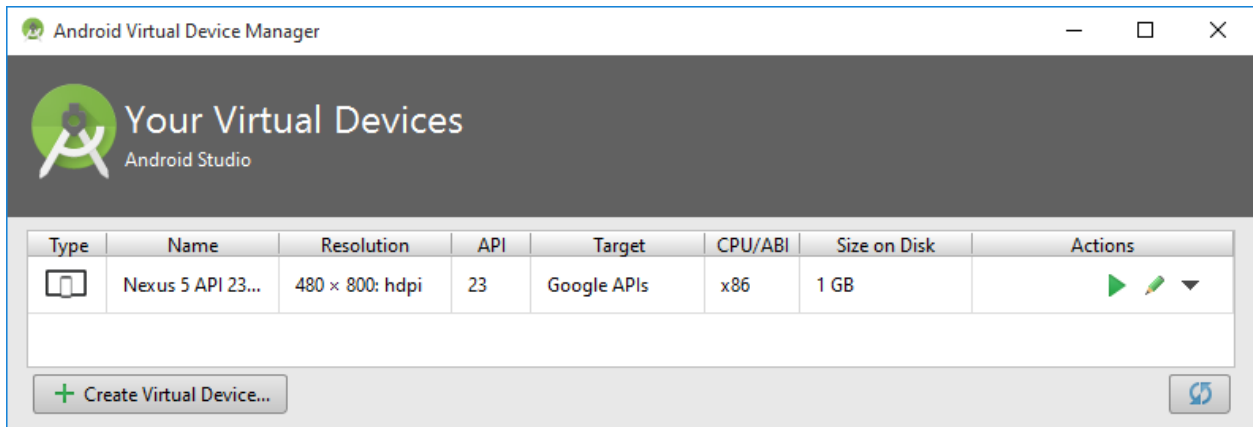 Android Virtual Device Manager
Your Virtual Devices
Android Studio
Type Name Resolution API Target CPU/ABI Size on Disk Actions
Nexus 5 API 23... 480 × 800: hdpi 23 Google APIs x86 1 GB
Create Virtual Device...